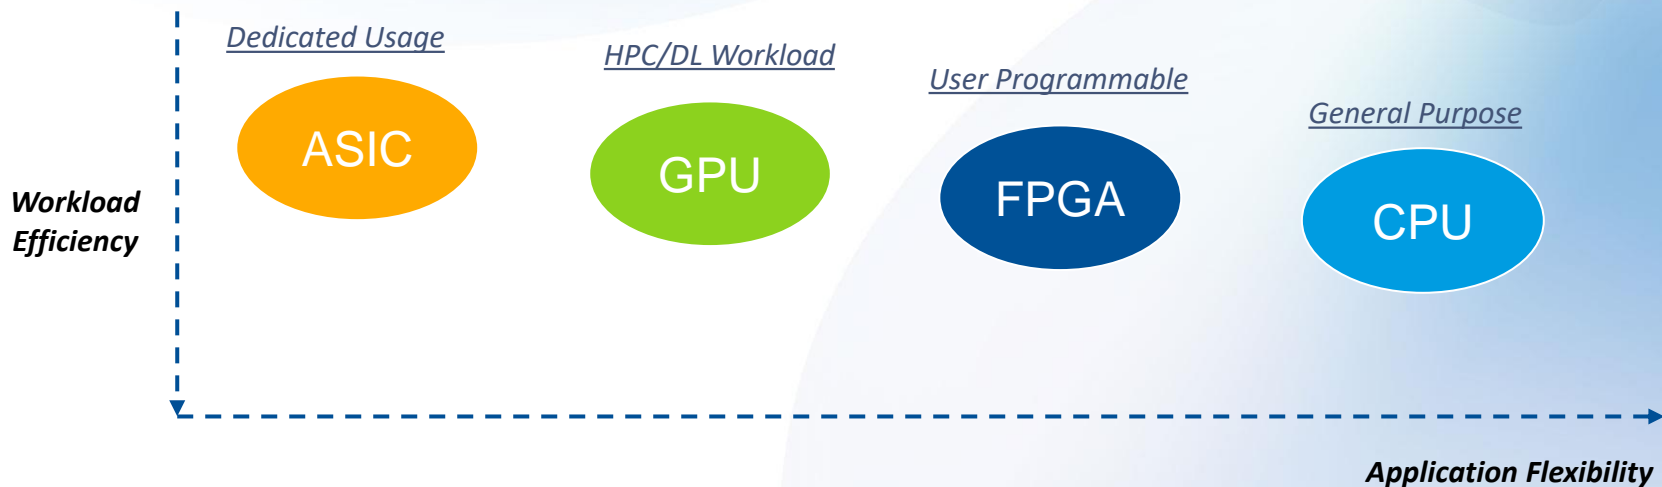 Dedicated Usage
HPC/DL Workload
User Programmable
General Purpose
ASIC
GPU
FPGA
CPU
Workload
Efficiency
Application Flexibility